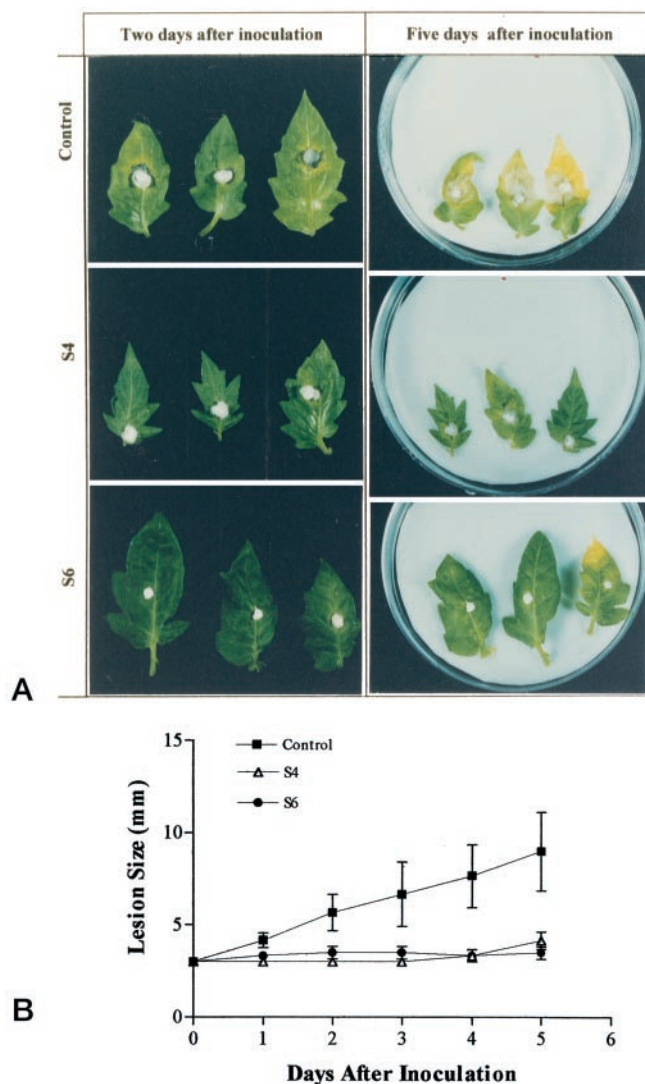 Two days after inoculation
Five days after inoculation
Control
S4
S6
A
15
10
5
0
Lesion Size (mm)
Control
S4
S6
0 1 2 3 4 5 6
Days After Inoculation
B